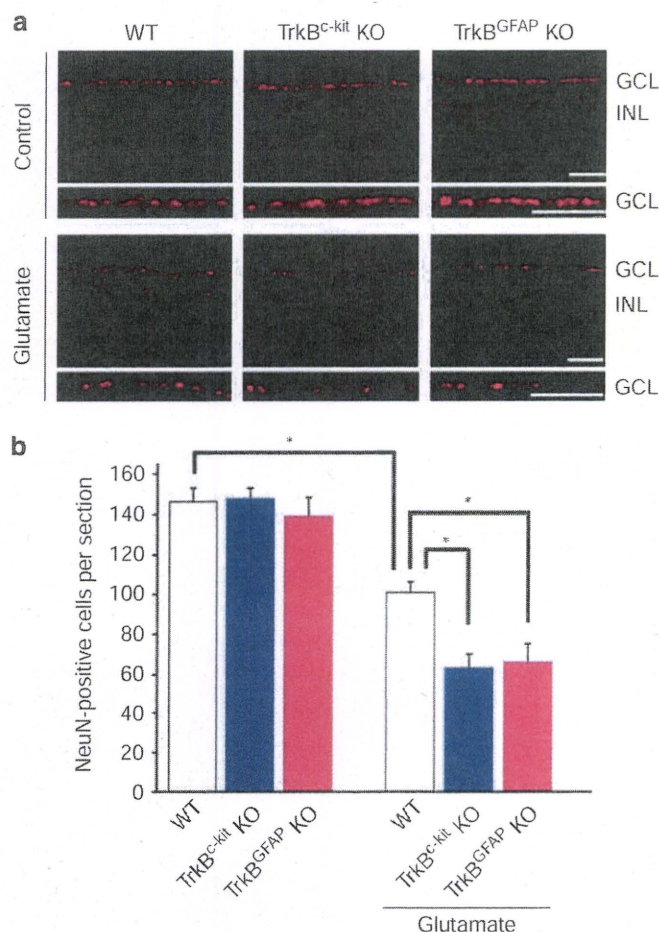 a
WT TrkB^c-kit KO TrkB^GFAP KO
Control
GCL
INL
GCL
Glutamate
GCL
INL
GCL
b
NeuN-positive cells per section
160
140
120
100
80
60
40
20
0
*
*
*
WT
TrkB^c-kit KO
TrkB^GFAP KO
WT
TrkB^c-kit KO
TrkB^GFAP KO
Glutamate